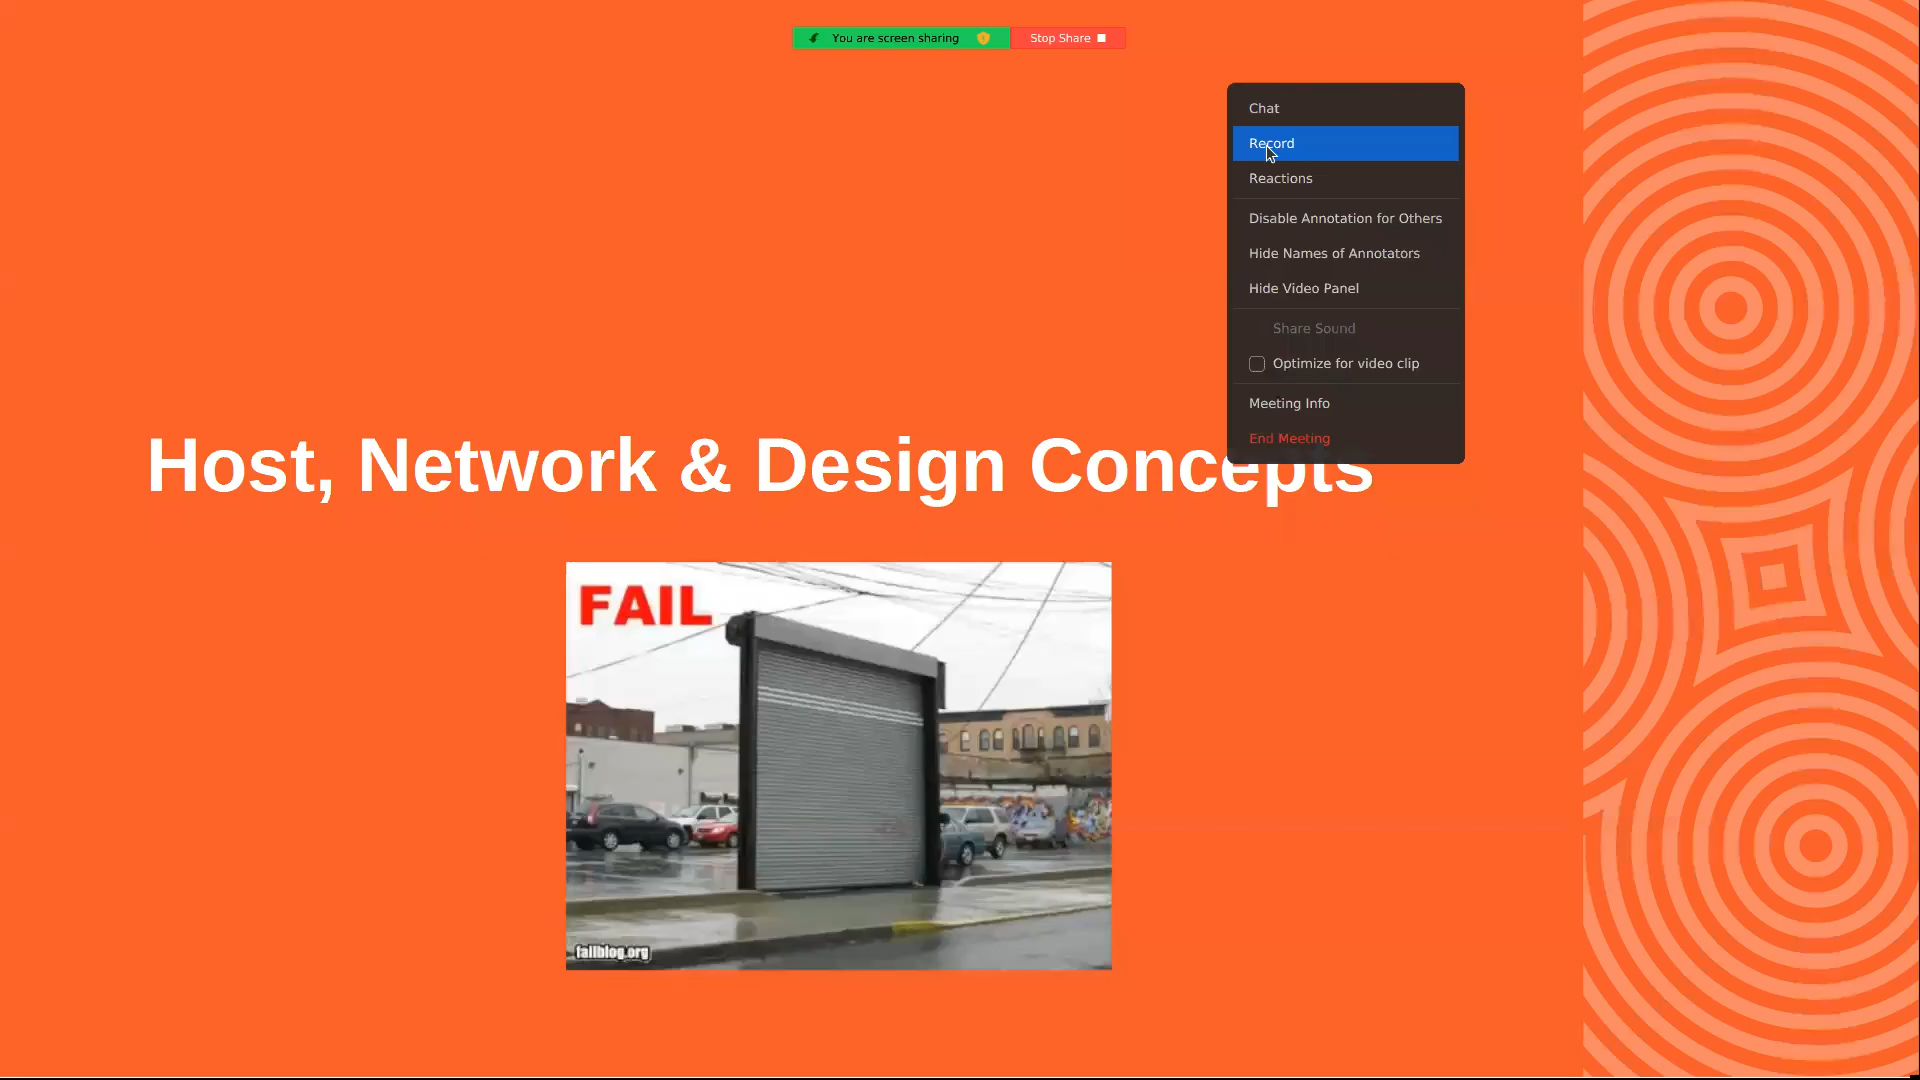 You are screen sharing
Stop Share
Chat
Record
Reactions
Disable Annotation for Others
Hide Names of Annotators
Hide Video Panel
Share Sound
Optimize for video clip
Meeting Info
End Meeting
Host, Network & Design Concepts
FAIL
failblog.org